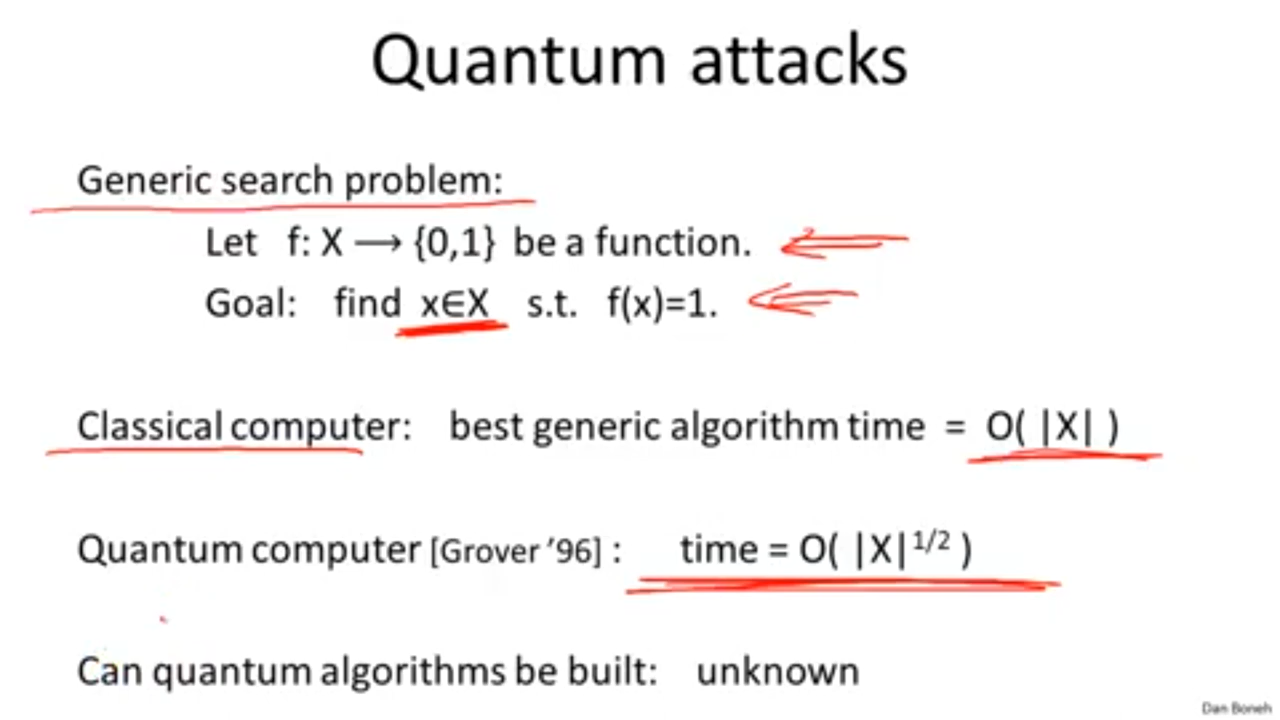 Quantum attacks
Generic search problem:
Let f: X ⟶ {0,1} be a function.
Goal: find x∈X s.t. f(x)=1.
Classical computer: best generic algorithm time = O( |X| )
Quantum computer [Grover ’96] : time = O( |X|¹/² )
Can quantum algorithms be built: unknown
Dan Boneh